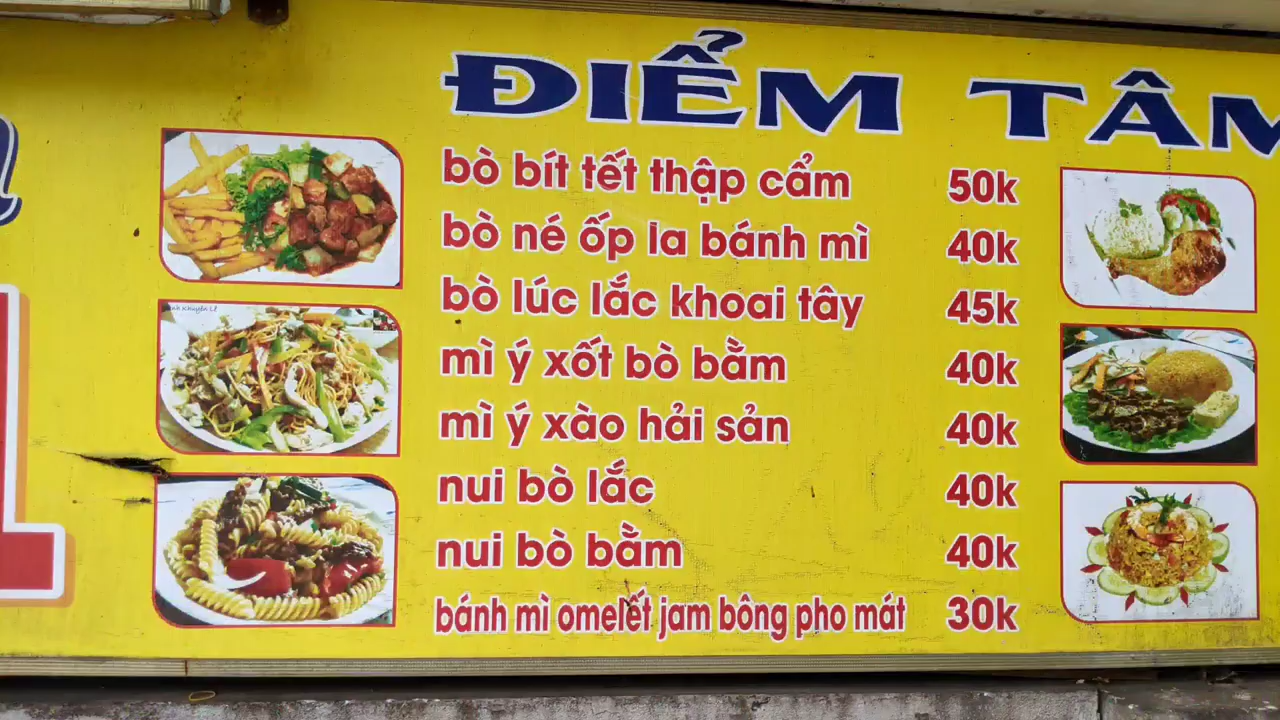 ĐIỂM TÂM
bò bít tết thập cẩm 50k
bò né ốp la bánh mì 40k
bò lúc lắc khoai tây 45k
mì ý xốt bò bằm 40k
mì ý xào hải sản 40k
nui bò lắc 40k
nui bò bằm 40k
bánh mì omelết jam bông pho mát 30k